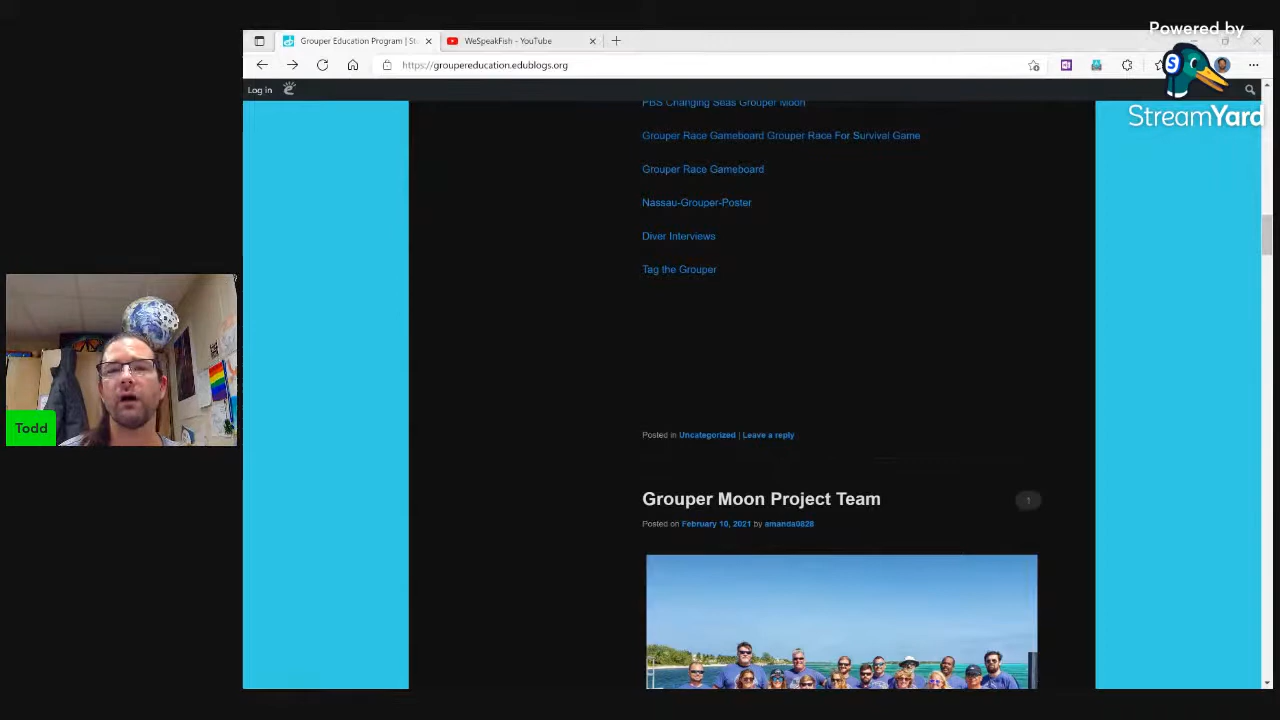 Powered by
StreamYard
Grouper Education Program | St
WeSpeakFish - YouTube
https://groupereducation.edublogs.org
Log in
PBS Changing Seas Grouper Moon
Grouper Race Gameboard Grouper Race For Survival Game
Grouper Race Gameboard
Nassau-Grouper-Poster
Diver Interviews
Tag the Grouper
Posted in Uncategorized | Leave a reply
Grouper Moon Project Team
1
Posted on February 10, 2021 by amanda0828
Todd